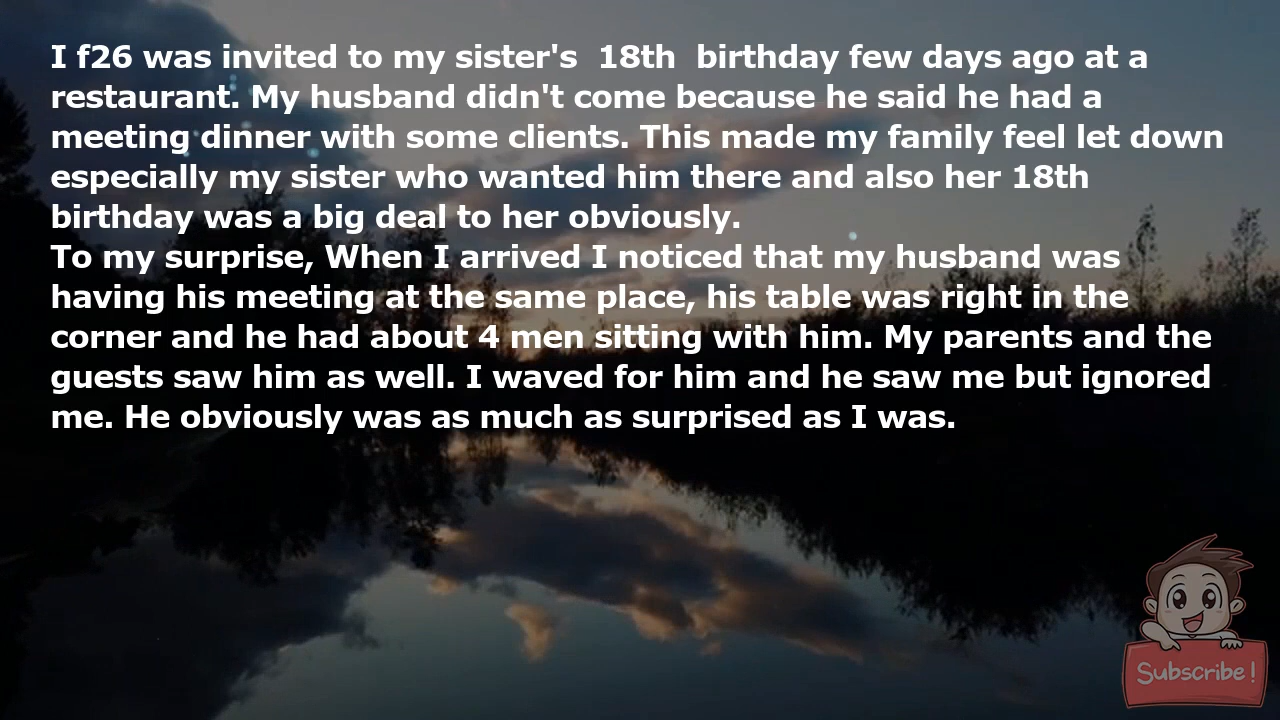 I f26 was invited to my sister's  18th  birthday few days ago at a
restaurant. My husband didn't come because he said he had a
meeting dinner with some clients. This made my family feel let down
especially my sister who wanted him there and also her 18th
birthday was a big deal to her obviously.
To my surprise, When I arrived I noticed that my husband was
having his meeting at the same place, his table was right in the
corner and he had about 4 men sitting with him. My parents and the
guests saw him as well. I waved for him and he saw me but ignored
me. He obviously was as much as surprised as I was.
Subscribe!